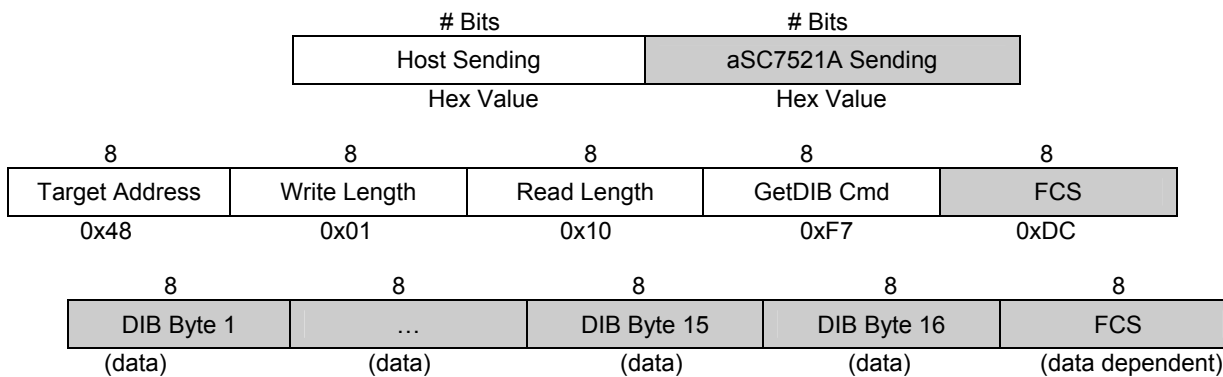 # Bits # Bits
Host Sending aSC7521A Sending
Hex Value Hex Value
8 8 8 8 8
Target Address Write Length Read Length GetDIB Cmd FCS
0x48 0x01 0x10 0xF7 0xDC
8 8 8 8 8
DIB Byte 1 … DIB Byte 15 DIB Byte 16 FCS
(data) (data) (data) (data) (data dependent)